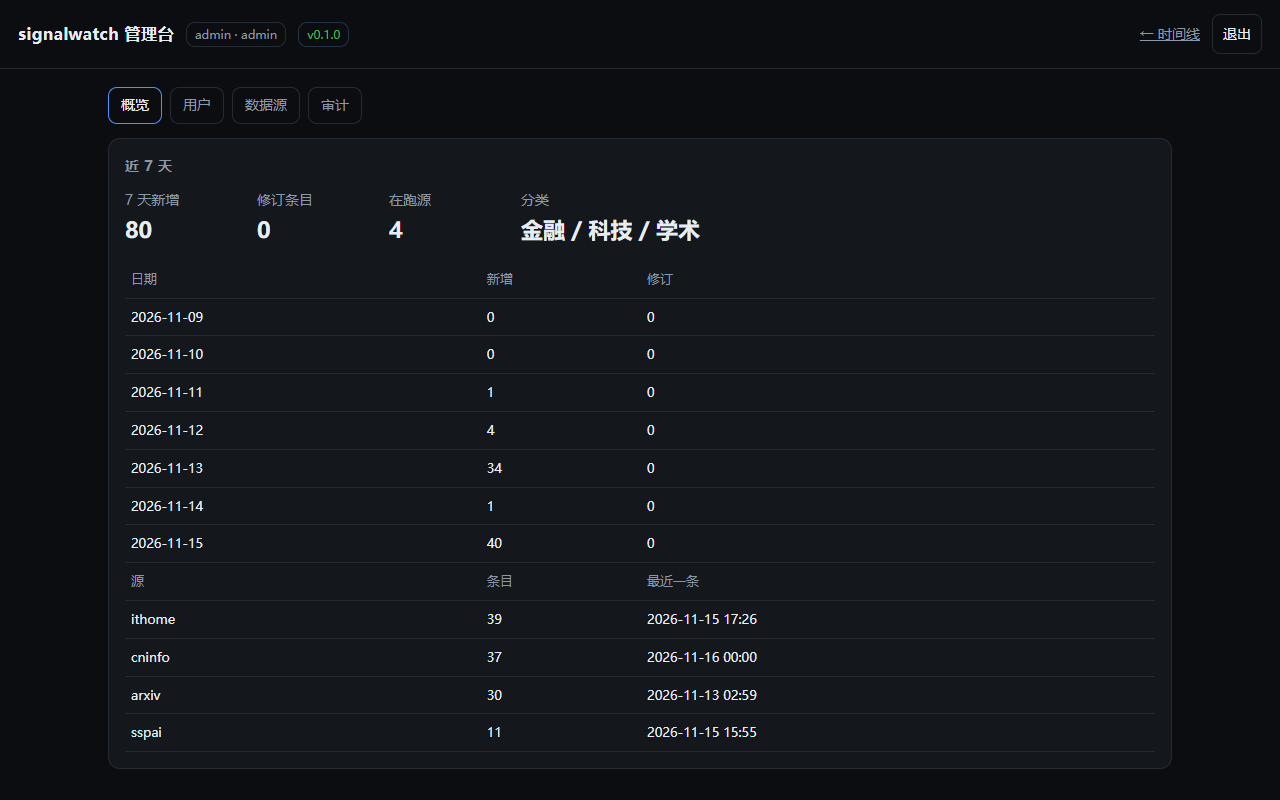 signalwatch 管理台 admin · admin v0.1.0 ← 时间线 退出
概览 用户 数据源 审计
近 7 天
7 天新增 修订条目 在跑源 分类
80 0 4 金融 / 科技 / 学术
日期 新增 修订
2026-11-09 0 0
2026-11-10 0 0
2026-11-11 1 0
2026-11-12 4 0
2026-11-13 34 0
2026-11-14 1 0
2026-11-15 40 0
源 条目 最近一条
ithome 39 2026-11-15 17:26
cninfo 37 2026-11-16 00:00
arxiv 30 2026-11-13 02:59
sspai 11 2026-11-15 15:55